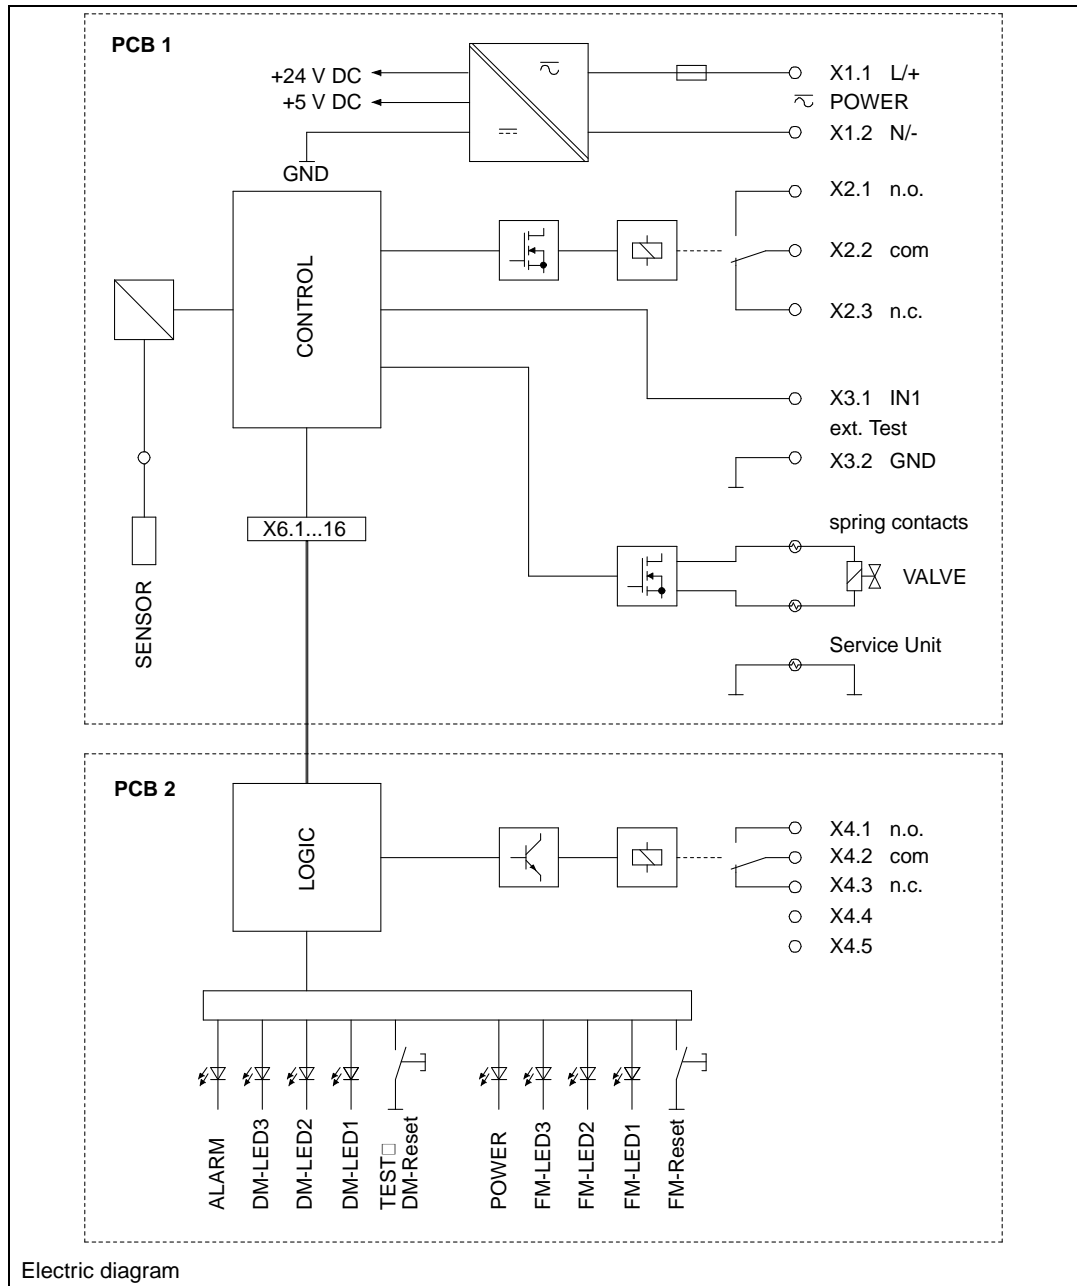 PCB 1
+24 V DC
+5 V DC
GND
X1.1 L/+
POWER
X1.2 N/-
X2.1 n.o.
X2.2 com
X2.3 n.c.
CONTROL
X3.1 IN1
ext. Test
X3.2 GND
X6.1...16
SENSOR
spring contacts
VALVE
Service Unit
PCB 2
LOGIC
X4.1 n.o.
X4.2 com
X4.3 n.c.
X4.4
X4.5
ALARM
DM-LED3
DM-LED2
DM-LED1
TEST□
DM-Reset
POWER
FM-LED3
FM-LED2
FM-LED1
FM-Reset
Electric diagram